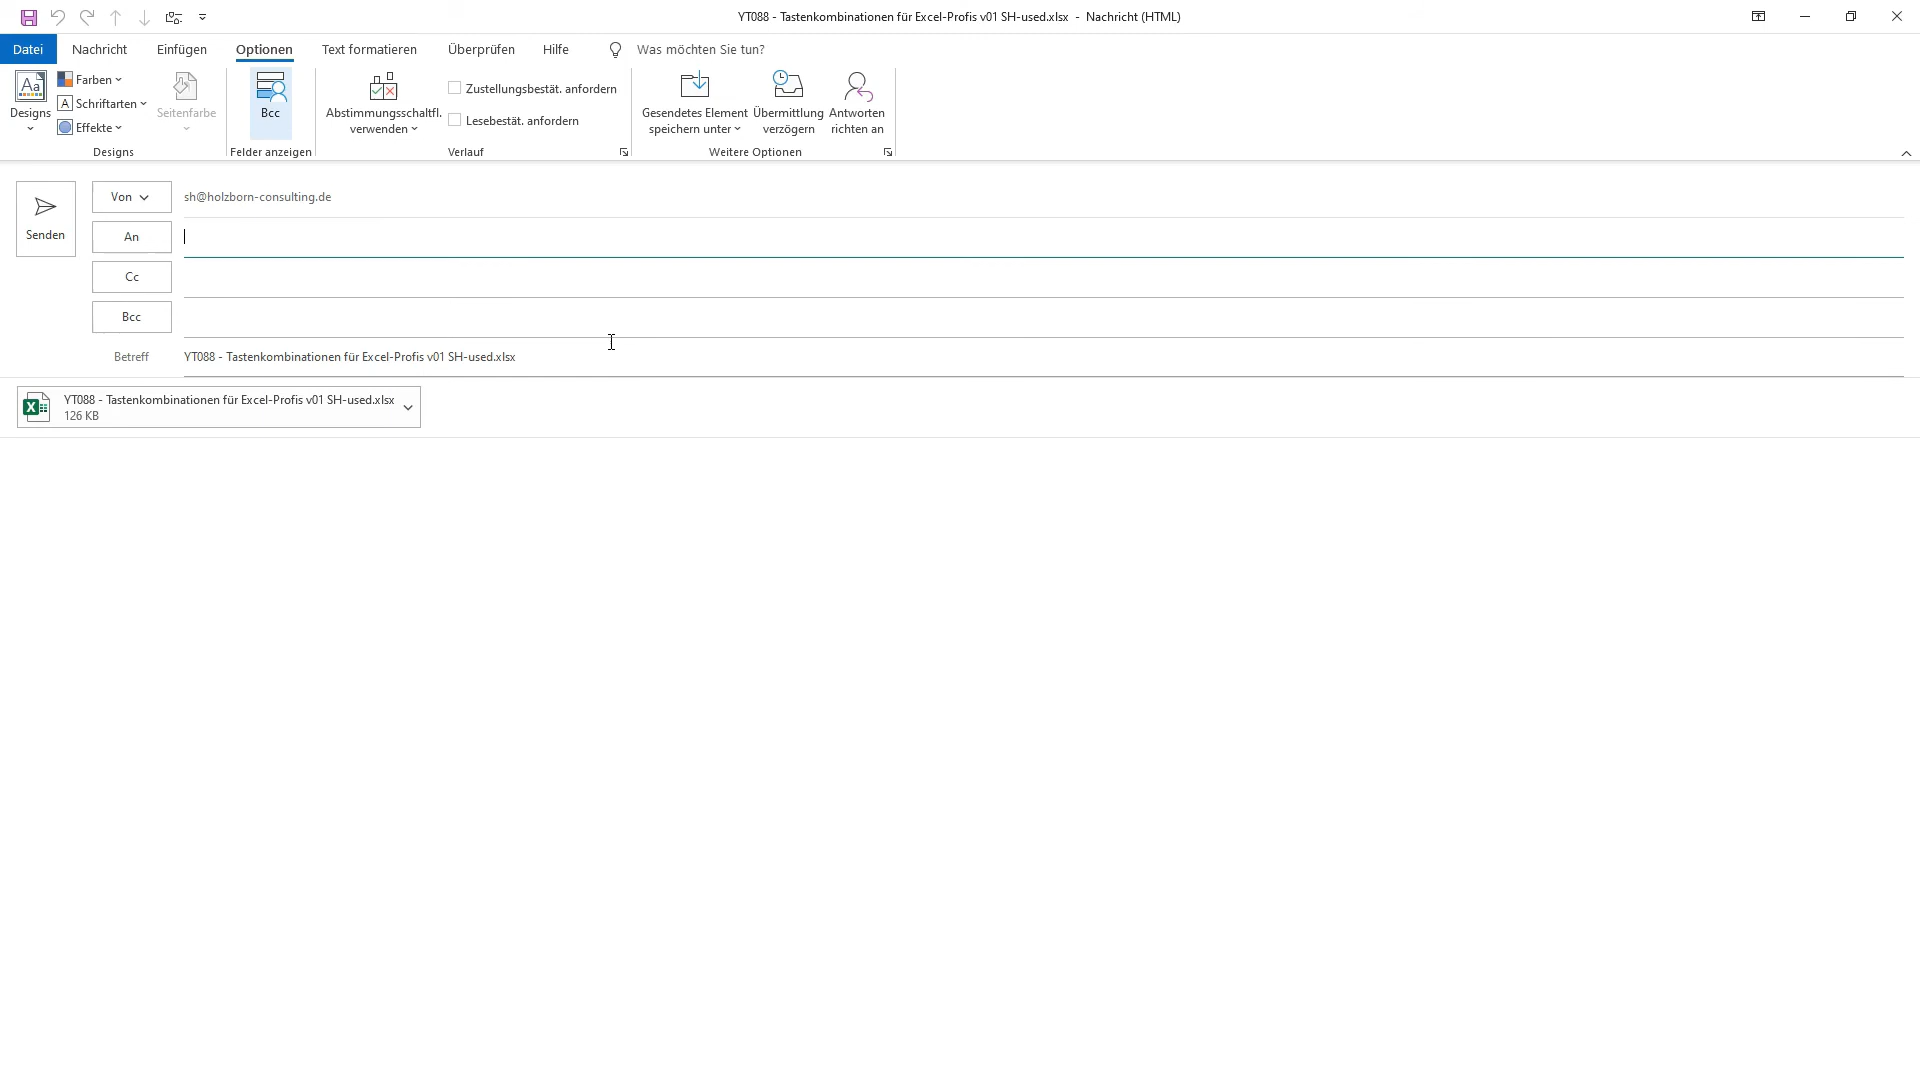 YT088 - Tastenkombinationen für Excel-Profis v01 SH-used.xlsx - Nachricht (HTML)
Datei Nachricht Einfügen Optionen Text formatieren Überprüfen Hilfe Was möchten Sie tun?
Aa
Designs
Farben
A Schriftarten
Effekte
Seitenfarbe
Designs
Bcc
Felder anzeigen
Abstimmungsschaltfl.
verwenden
Zustellungsbestät. anfordern
Lesebestät. anfordern
Verlauf
Gesendetes Element
speichern unter
Übermittlung
verzögern
Antworten
richten an
Weitere Optionen
Senden
Von sh@holzborn-consulting.de
An
Cc
Bcc
Betreff YT088 - Tastenkombinationen für Excel-Profis v01 SH-used.xlsx
X
YT088 - Tastenkombinationen für Excel-Profis v01 SH-used.xlsx
126 KB